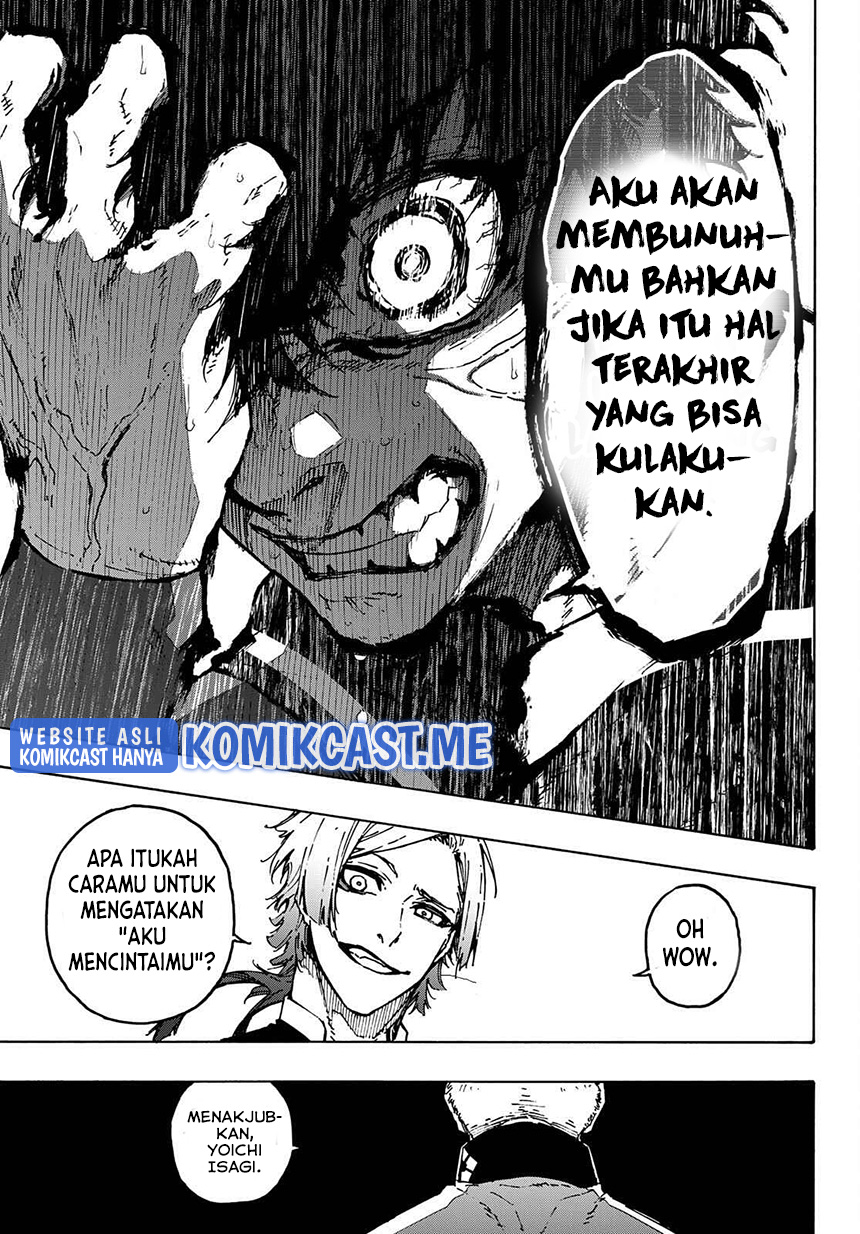 AKU AKAN
MEMBUNUH-
MU BAHKAN
JIKA ITU HAL
TERAKHIR
YANG BISA
KULAKU-
KAN.
WEBSITE ASLI
KOMIKCAST HANYA
KOMIKCAST.ME
OH
WOW.
APA ITUKAH
CARAMU UNTUK
MENGATAKAN
"AKU
MENCINTAIMU"?
MENAKJUB-
KAN,
YOICHI
ISAGI.